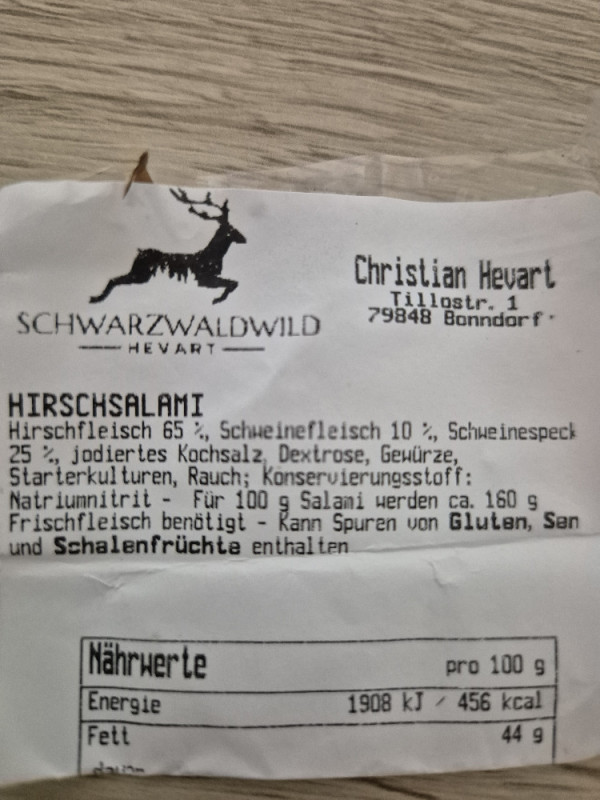 SCHWARZWALDWILD
HEVART
Christian Hevart
Tillostr. 1
79848 Bonndorf
HIRSCHSALAMI
Hirschfleisch 65 %, Schweinefleisch 10 %, Schweinespeck
25 %, jodiertes Kochsalz, Dextrose, Gewürze,
Starterkulturen, Rauch; Konservierungsstoff:
Natriumnitrit - Für 100 g Salami werden ca. 160 g
Frischfleisch benötigt - Kann Spuren von Gluten, Sen
und Schalenfrüchte enthalten
Nährwerte pro 100 g
Energie 1908 kJ / 456 kcal
Fett 44 g